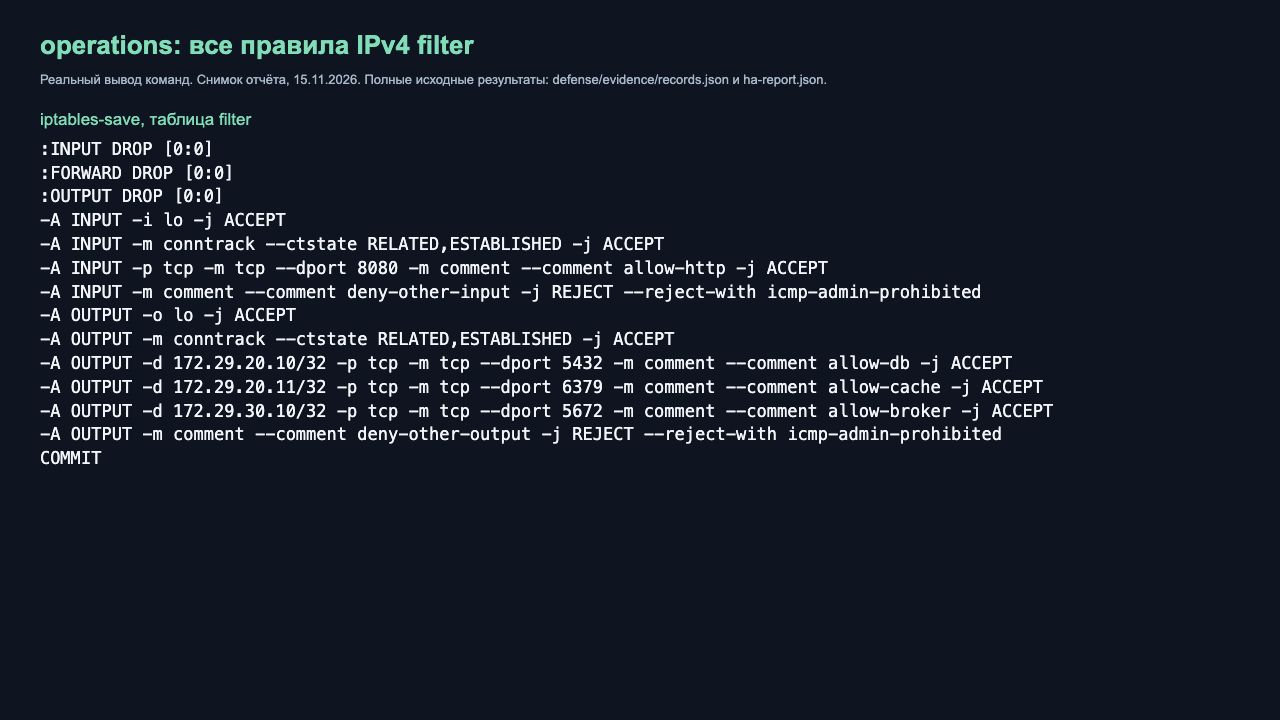 operations: все правила IPv4 filter
Реальный вывод команд. Снимок отчёта, 15.11.2026. Полные исходные результаты: defense/evidence/records.json и ha-report.json.
iptables-save, таблица filter
:INPUT DROP [0:0]
:FORWARD DROP [0:0]
:OUTPUT DROP [0:0]
-A INPUT -i lo -j ACCEPT
-A INPUT -m conntrack --ctstate RELATED,ESTABLISHED -j ACCEPT
-A INPUT -p tcp -m tcp --dport 8080 -m comment --comment allow-http -j ACCEPT
-A INPUT -m comment --comment deny-other-input -j REJECT --reject-with icmp-admin-prohibited
-A OUTPUT -o lo -j ACCEPT
-A OUTPUT -m conntrack --ctstate RELATED,ESTABLISHED -j ACCEPT
-A OUTPUT -d 172.29.20.10/32 -p tcp -m tcp --dport 5432 -m comment --comment allow-db -j ACCEPT
-A OUTPUT -d 172.29.20.11/32 -p tcp -m tcp --dport 6379 -m comment --comment allow-cache -j ACCEPT
-A OUTPUT -d 172.29.30.10/32 -p tcp -m tcp --dport 5672 -m comment --comment allow-broker -j ACCEPT
-A OUTPUT -m comment --comment deny-other-output -j REJECT --reject-with icmp-admin-prohibited
COMMIT